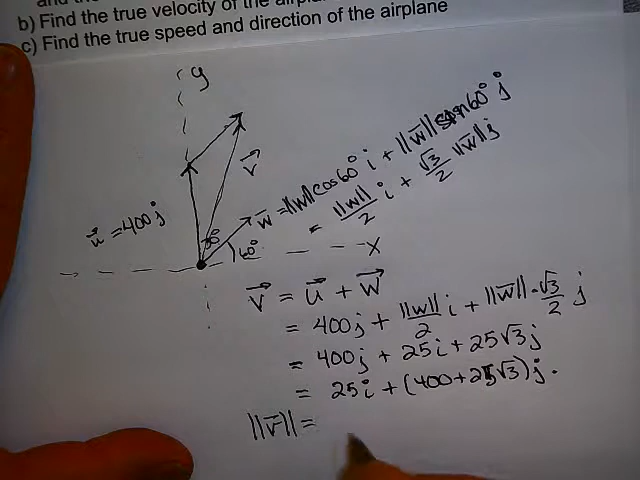 b) Find the true velocity of the
c) Find the true speed and direction of the airplane
y
v
u = 400j
w = ||w|| cos60° i + ||w|| sin60° j
= ||w||/2 i + √3/2 ||w|| j
30°
60°
x
v = u + w
= 400j + ||w||/2 i + ||w|| · √3/2 j
= 400j + 25i + 25√3 j
= 25i + (400+25√3)j.
||v|| =